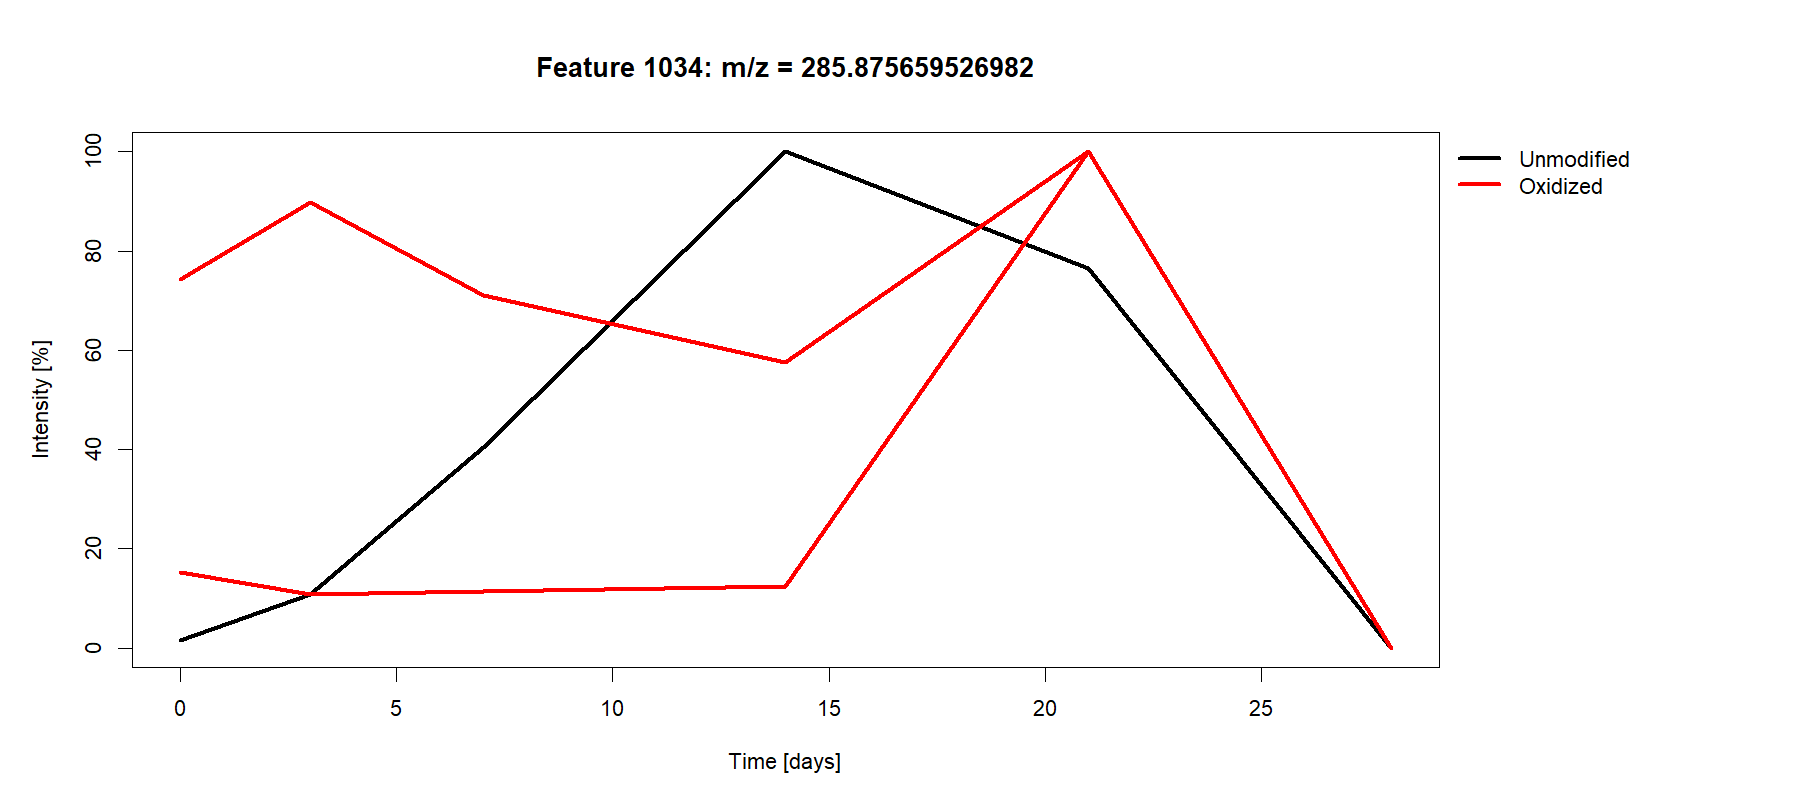 Feature 1034: m/z = 285.875659526982
Unmodified
Oxidized
100
80
60
40
20
0
Intensity [%]
0 5 10 15 20 25
Time [days]